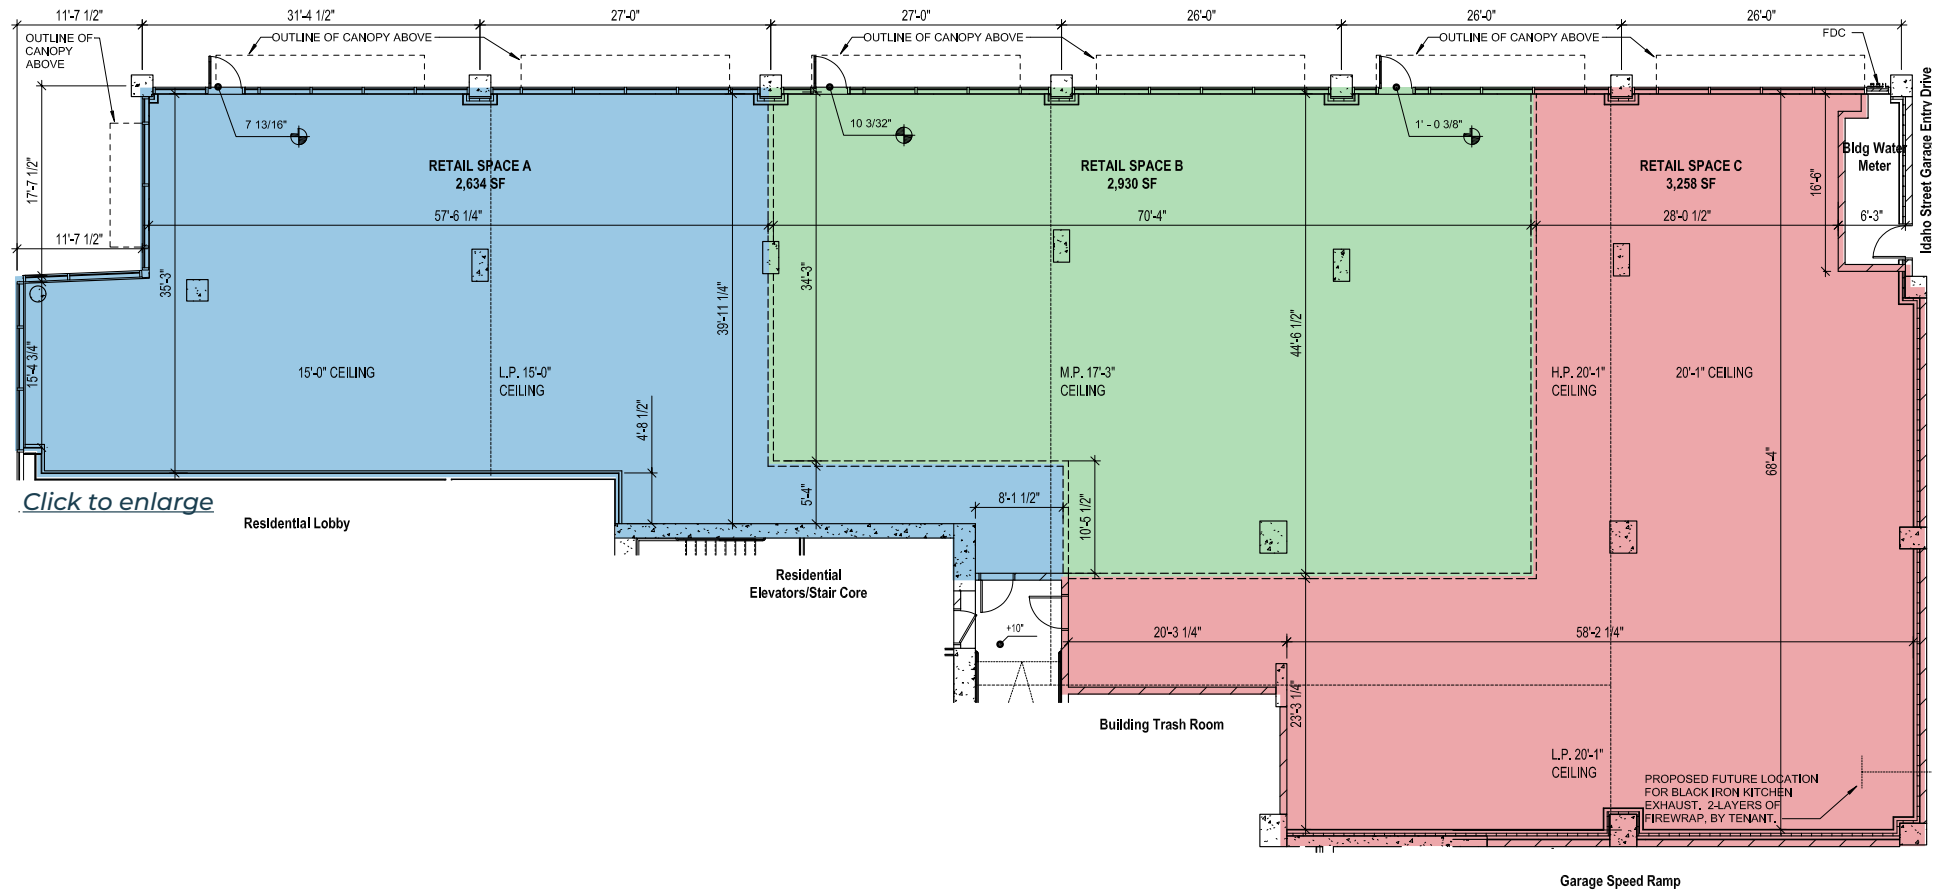 11'-7 1/2"
31'-4 1/2"
27'-0"
27'-0"
26'-0"
26'-0"
26'-0"
OUTLINE OF
CANOPY
ABOVE
OUTLINE OF CANOPY ABOVE
OUTLINE OF CANOPY ABOVE
OUTLINE OF CANOPY ABOVE
FDC
Idaho Street Garage Entry Drive
7 13/16"
10 3/32"
1' - 0 3/8"
RETAIL SPACE A
2,634 SF
RETAIL SPACE B
2,930 SF
RETAIL SPACE C
3,258 SF
Bldg Water
Meter
17'-7 1/2"
16'-6"
57'-6 1/4"
70'-4"
28'-0 1/2"
6'-3"
11'-7 1/2"
35'-3"
39'-11 1/4"
34'-3"
44'-6 1/2"
15'-4 3/4"
15'-0" CEILING
L.P. 15'-0"
CEILING
M.P. 17'-3"
CEILING
H.P. 20'-1"
CEILING
20'-1" CEILING
4'-8 1/2"
68'-4"
5'-4"
8'-1 1/2"
10'-5 1/2"
Click to enlarge
Residential Lobby
Residential
Elevators/Stair Core
+10"
20'-3 1/4"
58'-2 1/4"
23'-3 1/4"
Building Trash Room
L.P. 20'-1"
CEILING
PROPOSED FUTURE LOCATION
FOR BLACK IRON KITCHEN
EXHAUST. 2-LAYERS OF
FIREWRAP, BY TENANT.
Garage Speed Ramp